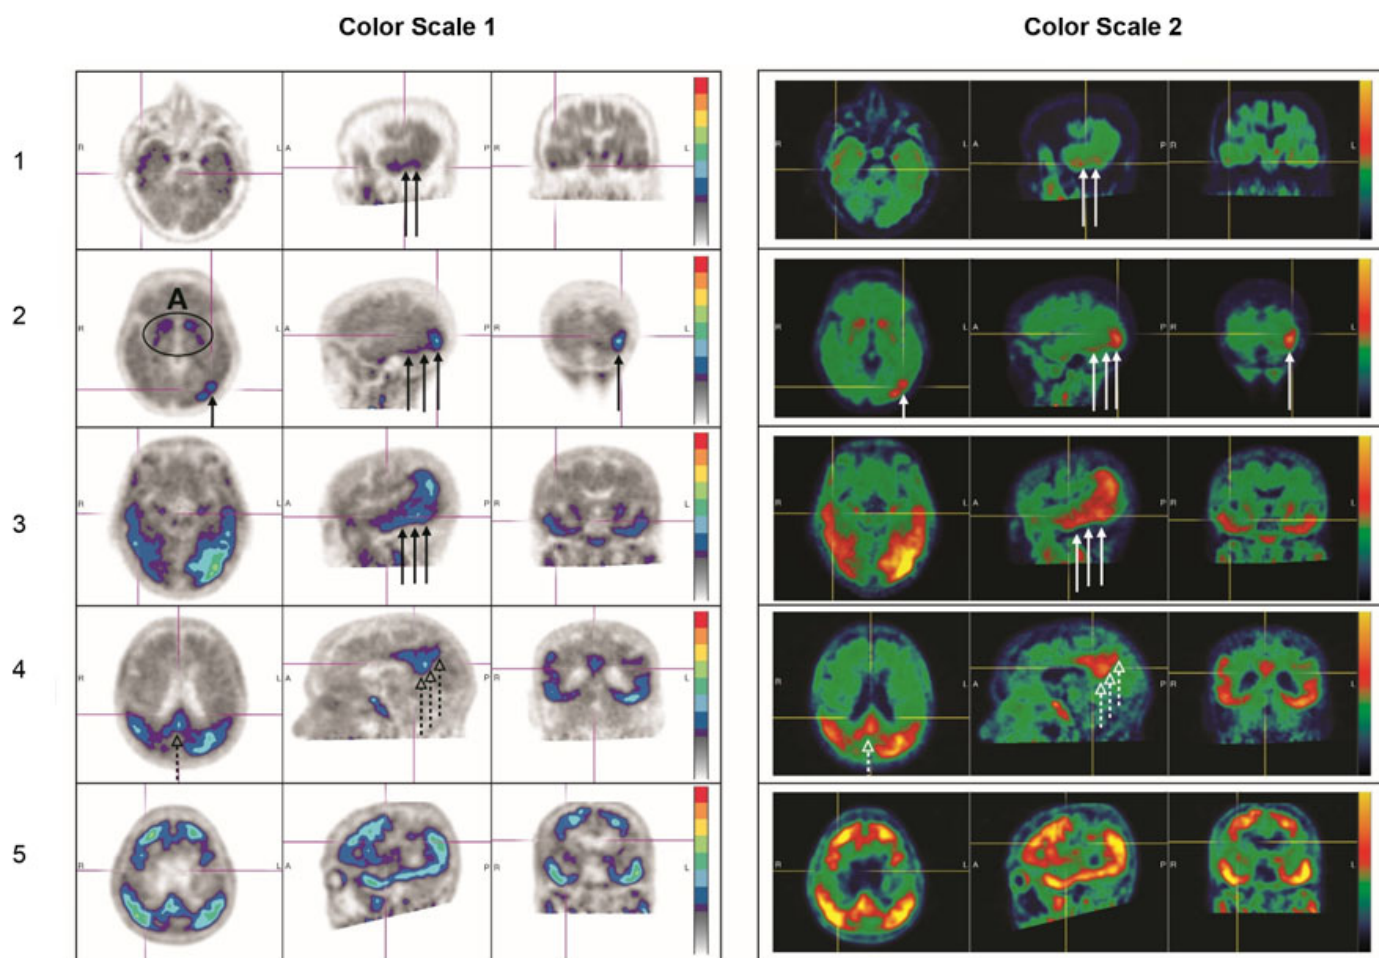 Color Scale 1 Color Scale 2
1 R L A P R L R L A P R L
A
2 R L A P R L R L A P R L
3 R L A P R L R L A P R L
4 R L A P R L R L A P R L
5 R L A P R L R L A P R L